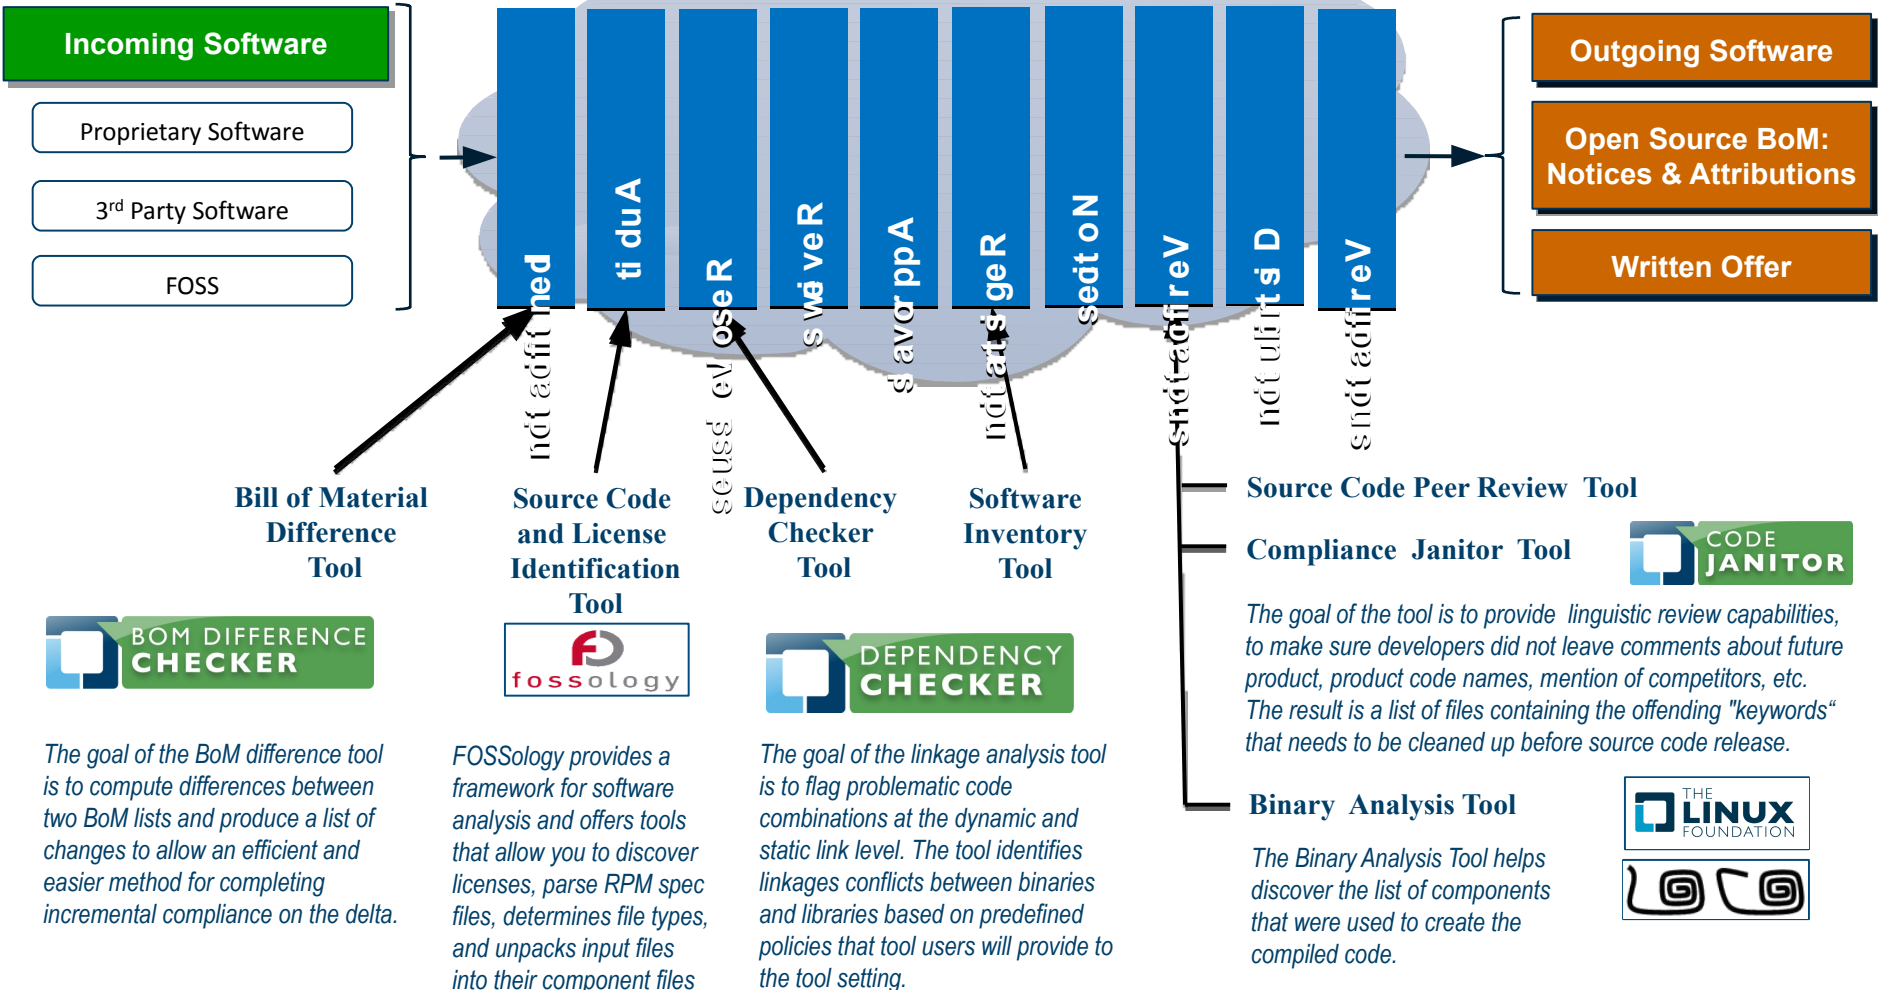 Incoming Software
Proprietary Software
3rd Party Software
FOSS
Outgoing Software
Open Source BoM:
Notices & Attributions
Written Offer
Bill of Material
Difference
Tool
BOM DIFFERENCE
CHECKER
The goal of the BoM difference tool
is to compute differences between
two BoM lists and produce a list of
changes to allow an efficient and
easier method for completing
incremental compliance on the delta.
Source Code
and License
Identification
Tool
fossology
FOSSology provides a
framework for software
analysis and offers tools
that allow you to discover
licenses, parse RPM spec
files, determines file types,
and unpacks input files
into their component files
Dependency
Checker
Tool
DEPENDENCY
CHECKER
The goal of the linkage analysis tool
is to flag problematic code
combinations at the dynamic and
static link level. The tool identifies
linkages conflicts between binaries
and libraries based on predefined
policies that tool users will provide to
the tool setting.
Software
Inventory
Tool
Source Code Peer Review Tool
Compliance Janitor Tool
CODE
JANITOR
The goal of the tool is to provide linguistic review capabilities,
to make sure developers did not leave comments about future
product, product code names, mention of competitors, etc.
The result is a list of files containing the offending "keywords“
that needs to be cleaned up before source code release.
Binary Analysis Tool
THE
LINUX
FOUNDATION
The Binary Analysis Tool helps
discover the list of components
that were used to create the
compiled code.